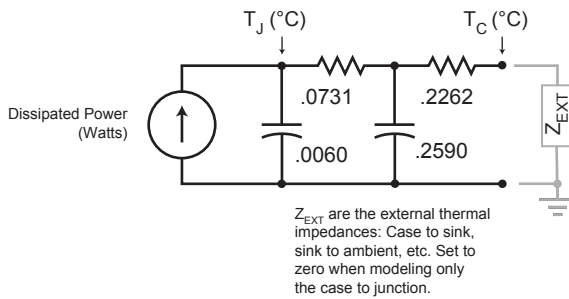 T_J (°C)
T_C (°C)
Dissipated Power
(Watts)
.0731
.2262
.0060
.2590
Z_EXT
Z_EXT are the external thermal
impedances: Case to sink,
sink to ambient, etc. Set to
zero when modeling only
the case to junction.